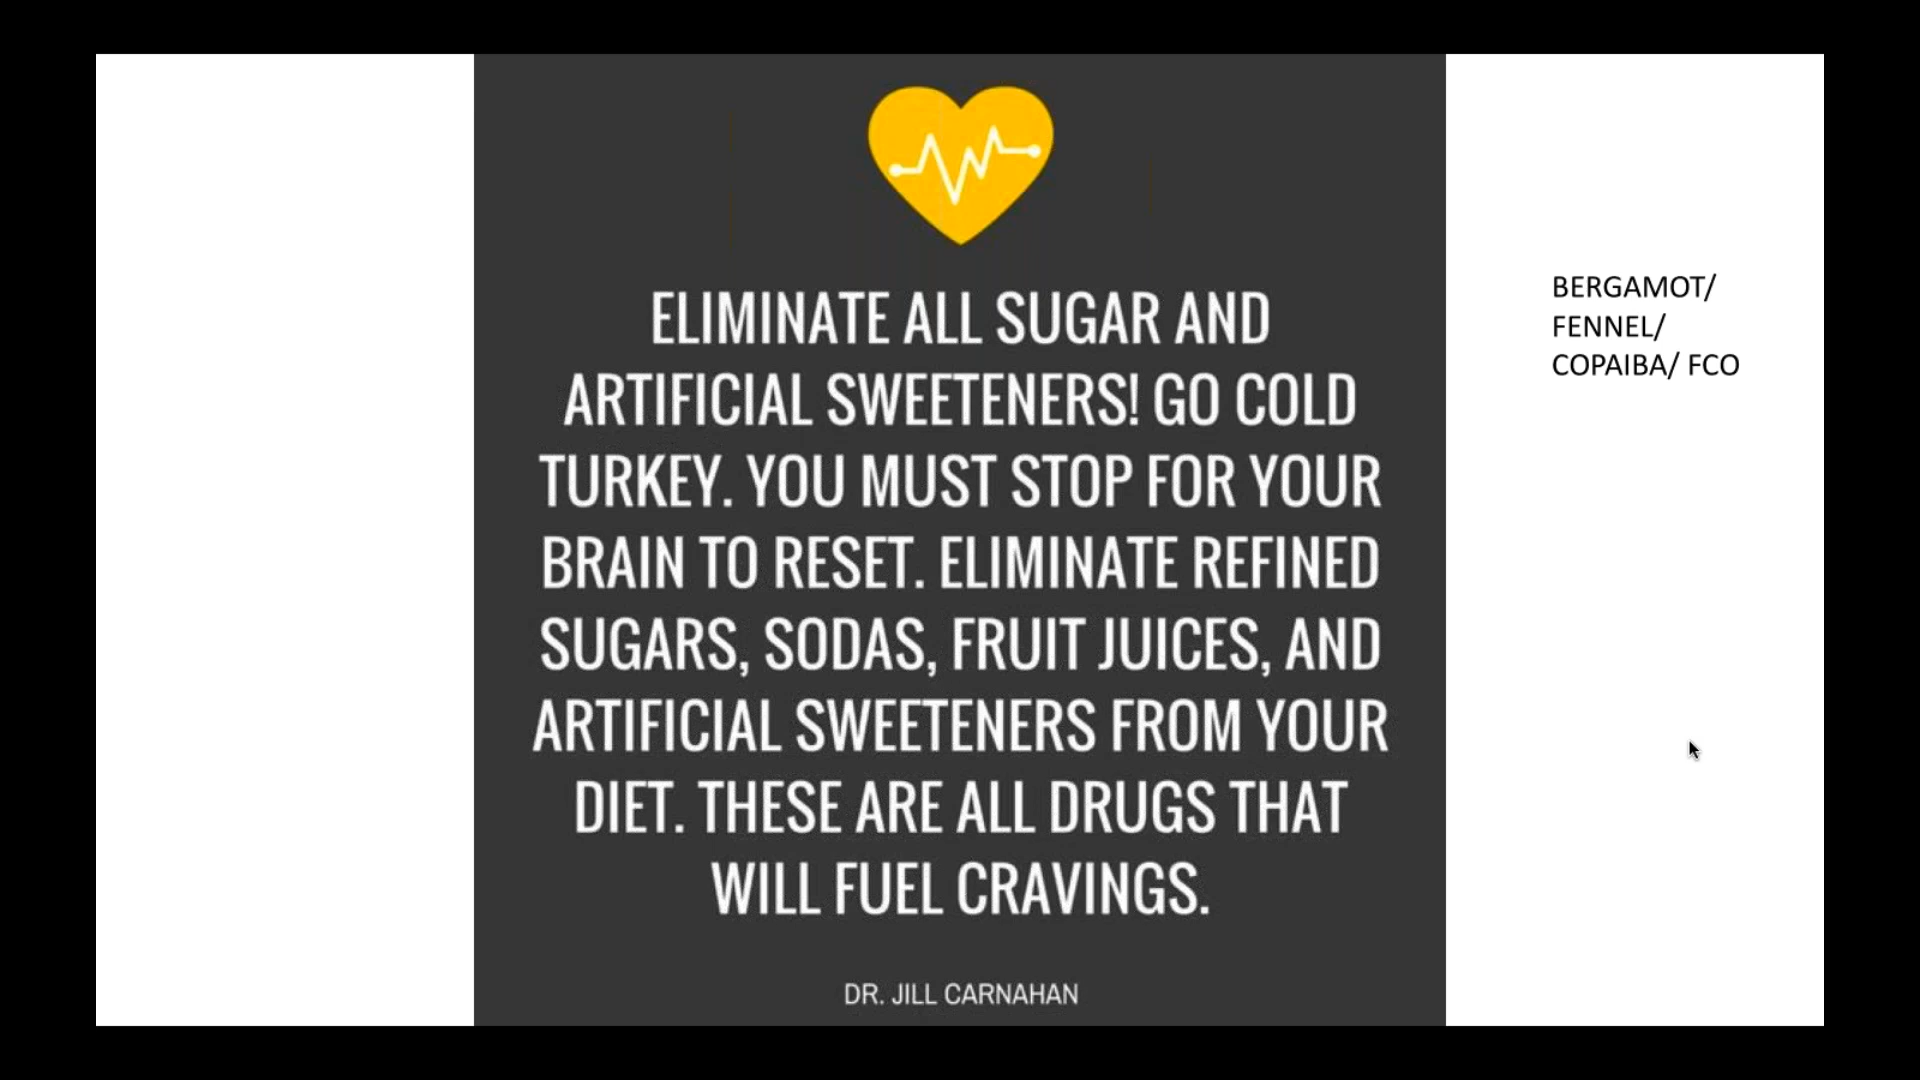 ELIMINATE ALL SUGAR AND
ARTIFICIAL SWEETENERS! GO COLD
TURKEY. YOU MUST STOP FOR YOUR
BRAIN TO RESET. ELIMINATE REFINED
SUGARS, SODAS, FRUIT JUICES, AND
ARTIFICIAL SWEETENERS FROM YOUR
DIET. THESE ARE ALL DRUGS THAT
WILL FUEL CRAVINGS.
DR. JILL CARNAHAN
BERGAMOT/
FENNEL/
COPAIBA/ FCO